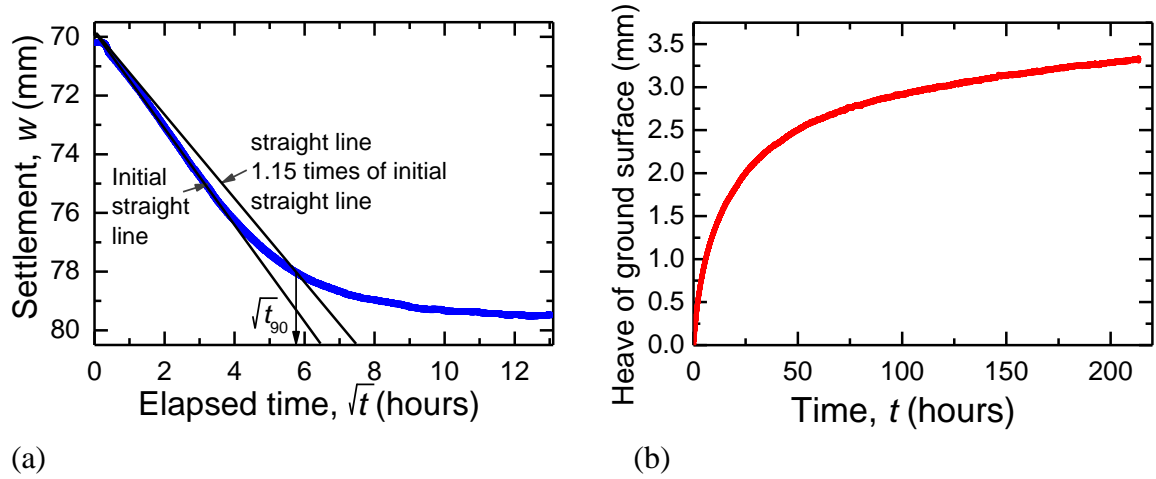 Settlement, w (mm)
70
72
74
76
78
80
straight line
1.15 times of initial
straight line
Initial
straight
line
√t90
0 2 4 6 8 10 12
Elapsed time, √t (hours)
(a)
Heave of ground surface (mm)
3.5
3.0
2.5
2.0
1.5
1.0
0.5
0.0
0 50 100 150 200
Time, t (hours)
(b)